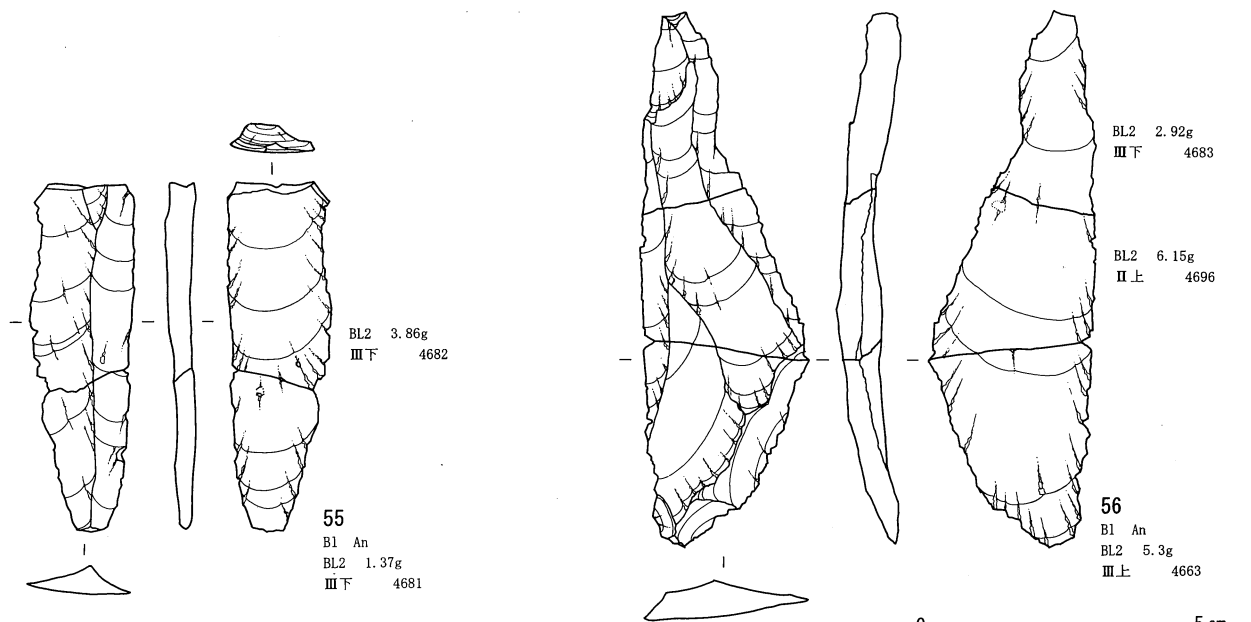 BL2 3.86g
Ⅲ下 4682
55
Bl An
BL2 1.37g
Ⅲ下 4681
BL2 2.92g
Ⅲ下 4683
BL2 6.15g
Ⅱ上 4696
56
Bl An
BL2 5.3g
Ⅲ上 4663
0 5 cm